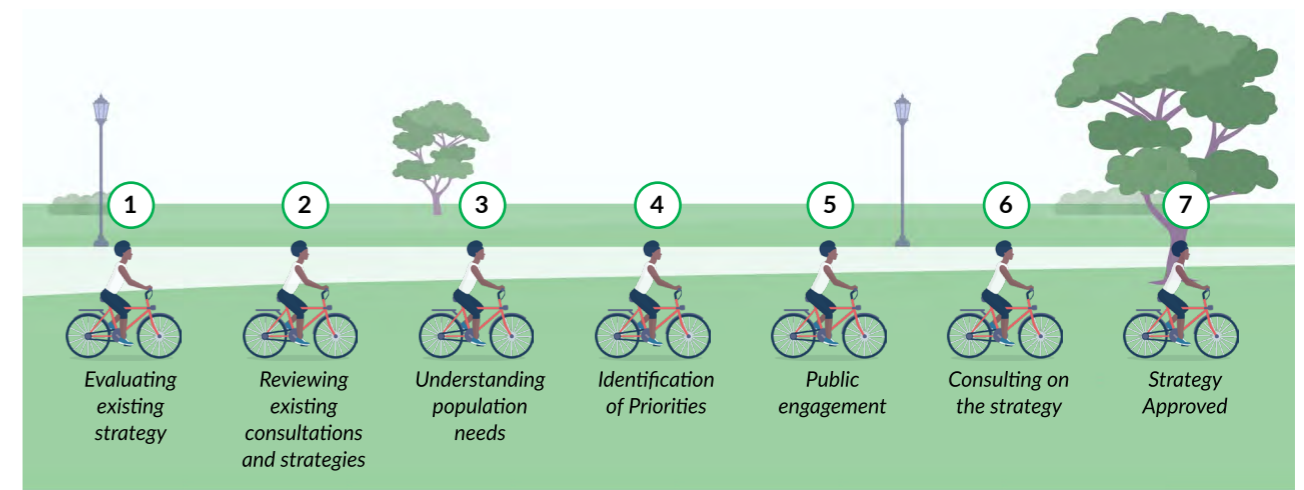 1
Evaluating
existing
strategy
2
Reviewing
existing
consultations
and strategies
3
Understanding
population
needs
4
Identification
of Priorities
5
Public
engagement
6
Consulting on
the strategy
7
Strategy
Approved